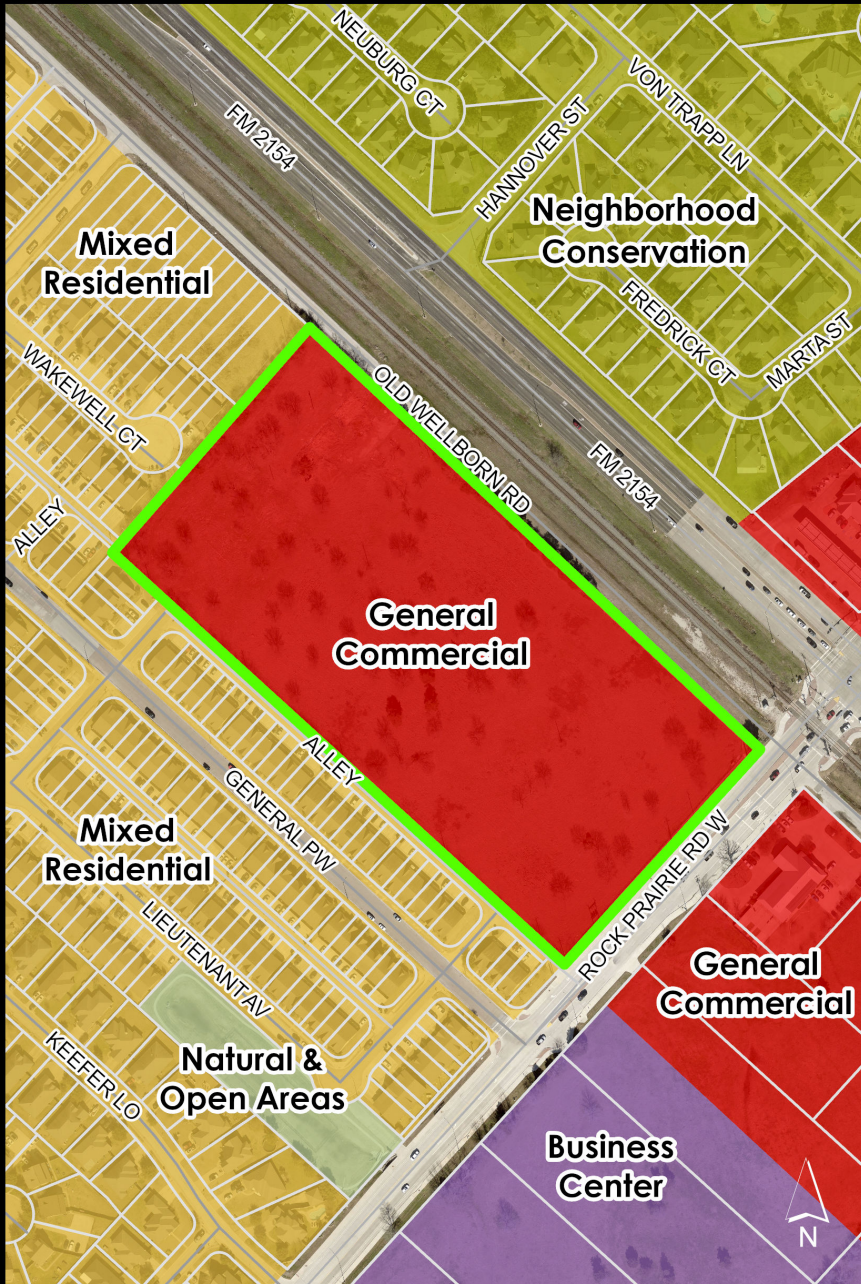 NEUBURG CT
VON TRAPP LN
FM 2154
HANNOVER ST
Neighborhood
Conservation
Mixed
Residential
FREDRICK CT
MARTA ST
WAKEWELL CT
OLD WELLBORN RD
FM 2154
ALLEY
General
Commercial
ALLEY
GENERAL PW
Mixed
Residential
ROCK PRAIRIE RD W
LIEUTENANT AV
General
Commercial
KEEFER LO
Natural &
Open Areas
Business
Center
N